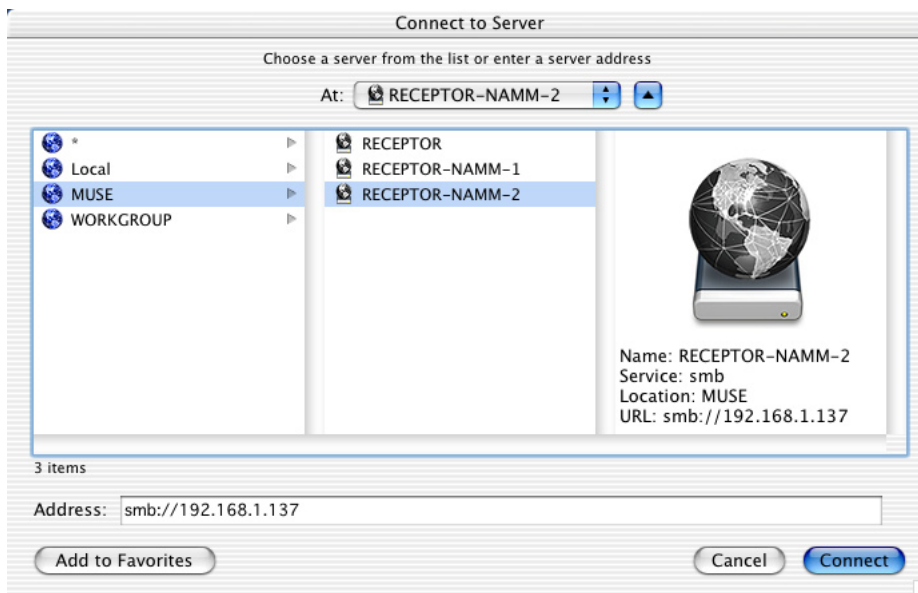 Connect to Server
Choose a server from the list or enter a server address
At: RECEPTOR-NAMM-2
*
Local
MUSE
WORKGROUP
RECEPTOR
RECEPTOR-NAMM-1
RECEPTOR-NAMM-2
Name: RECEPTOR-NAMM-2
Service: smb
Location: MUSE
URL: smb://192.168.1.137
3 items
Address: smb://192.168.1.137
Add to Favorites
Cancel
Connect